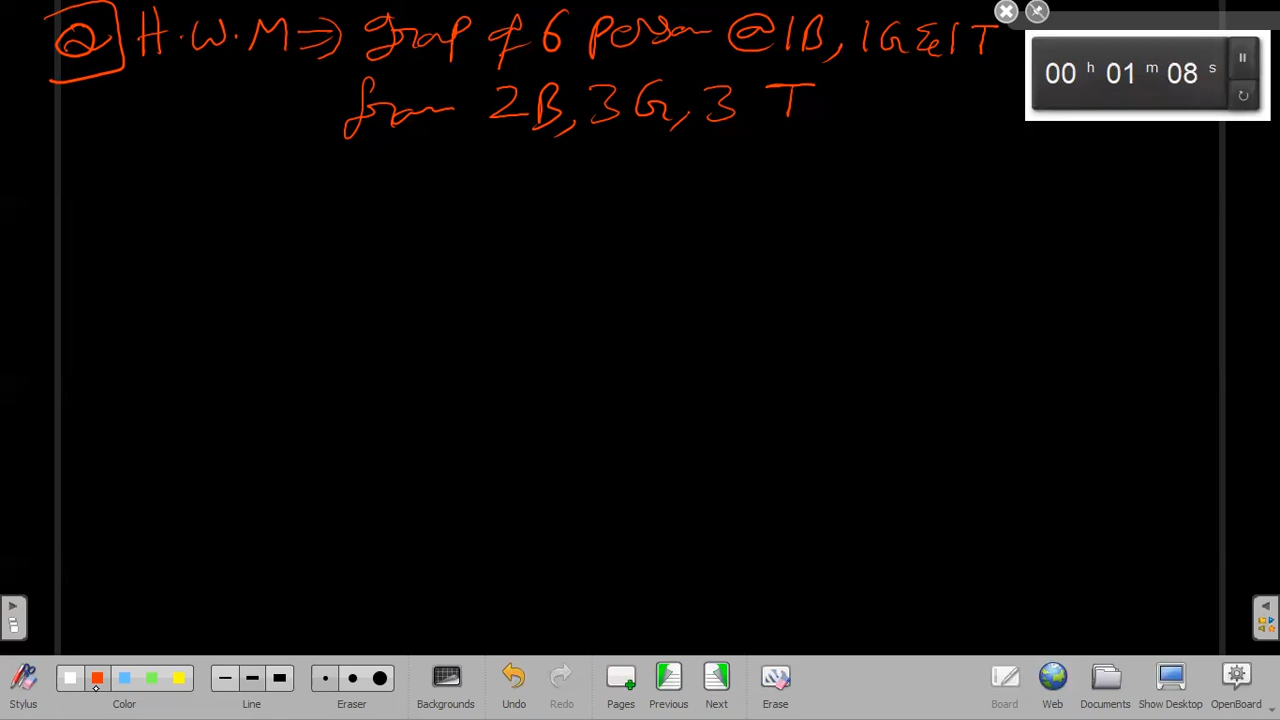 Q H.W.M ⇒ group of 6 person @ 1B, 1G & 1T
from 2B, 3G, 3 T
00 h 01 m 08 s
Stylus
Color
Line
Eraser
Backgrounds
Undo
Redo
Pages
Previous
Next
Erase
Board
Web
Documents
Show Desktop
OpenBoard